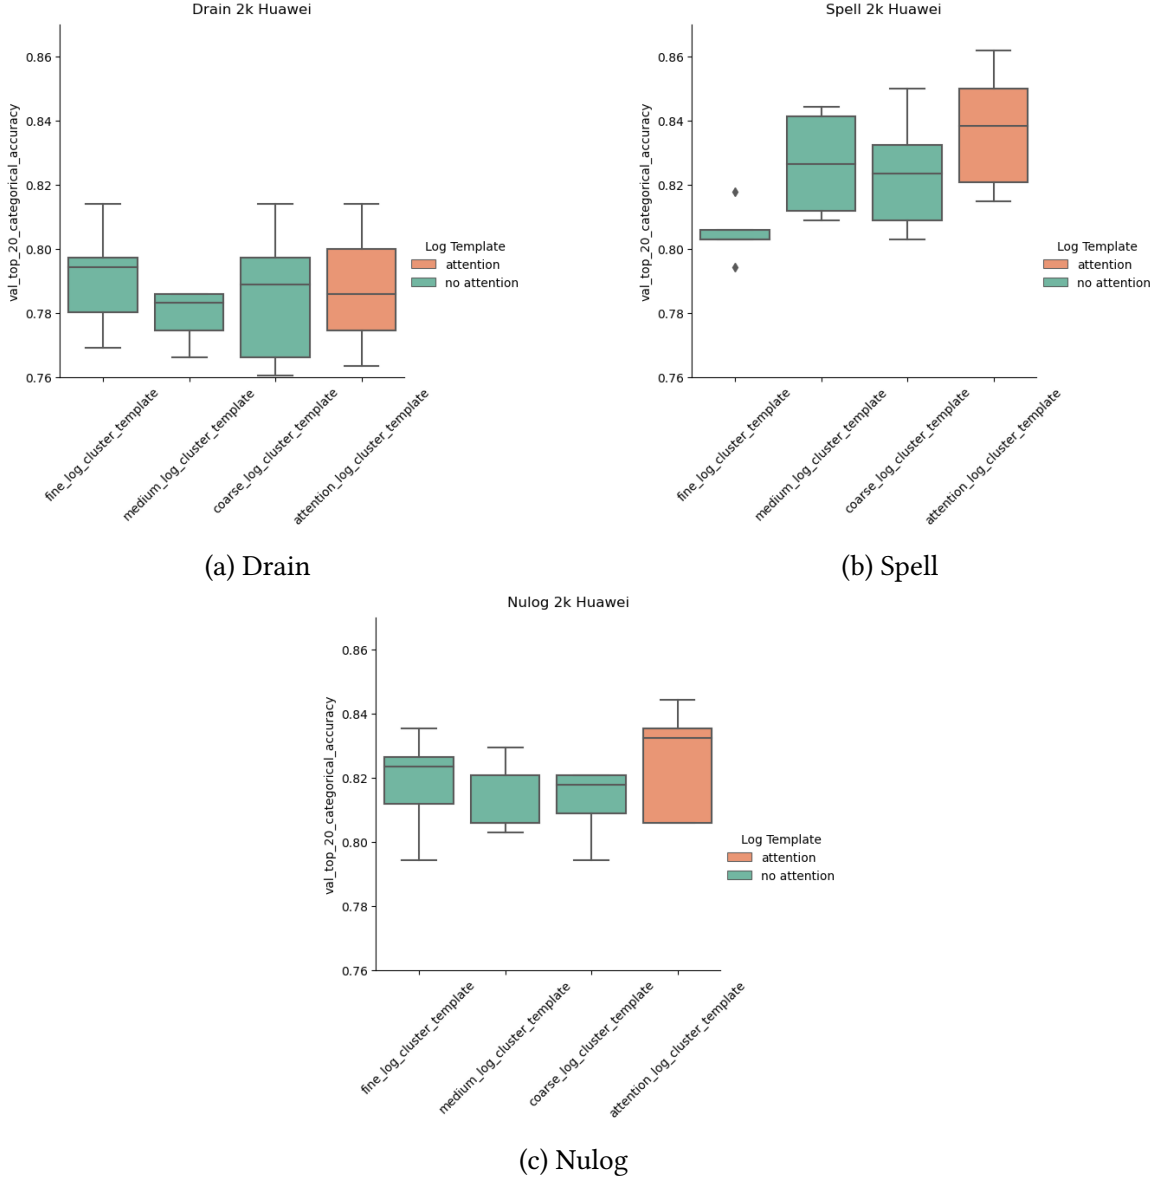 Drain 2k Huawei
val_top_20_categorical_accuracy
0.86
0.84
0.82
0.80
0.78
0.76
fine_log_cluster_template
medium_log_cluster_template
coarse_log_cluster_template
attention_log_cluster_template
Log Template
attention
no attention
(a) Drain
Spell 2k Huawei
val_top_20_categorical_accuracy
0.86
0.84
0.82
0.80
0.78
0.76
fine_log_cluster_template
medium_log_cluster_template
coarse_log_cluster_template
attention_log_cluster_template
Log Template
attention
no attention
(b) Spell
Nulog 2k Huawei
val_top_20_categorical_accuracy
0.86
0.84
0.82
0.80
0.78
0.76
fine_log_cluster_template
medium_log_cluster_template
coarse_log_cluster_template
attention_log_cluster_template
Log Template
attention
no attention
(c) Nulog